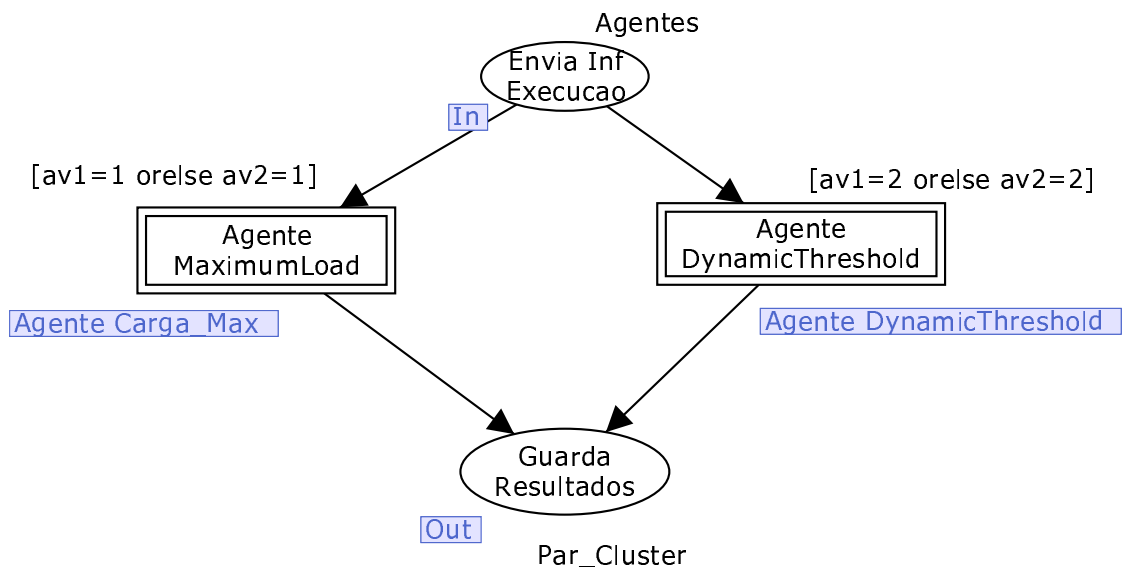 Agentes
Envia Inf
Execucao
In
[av1=1 orelse av2=1]
[av1=2 orelse av2=2]
Agente
MaximumLoad
Agente
DynamicThreshold
Agente Carga_Max
Agente DynamicThreshold
Guarda
Resultados
Out
Par_Cluster